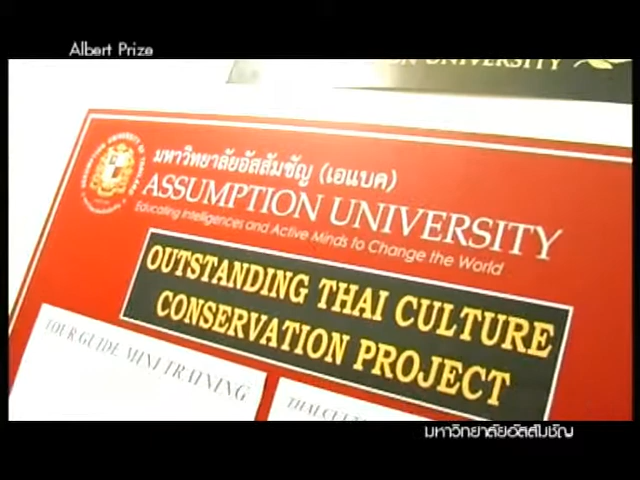 Albert Prize
ON UNIVERSITY
มหาวิทยาลัยอัสสัมชัญ (เอแบค)
ASSUMPTION UNIVERSITY
Educating Intelligences and Active Minds to Change the World
OUTSTANDING THAI CULTURE
CONSERVATION PROJECT
TOUR GUIDE MINI TRAINING
THAI CULT
มหาวิทยาลัยอัสสัมชัญ